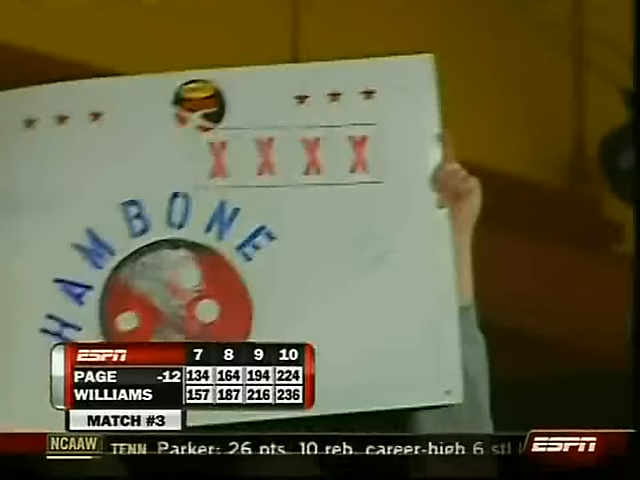 X X X X
HAMBONE
ESPN 7 8 9 10
PAGE -12 134 164 194 224
WILLIAMS 157 187 216 236
MATCH #3
NCAAW TENN Parker: 26 pts, 10 reb, career-high 6 stl ESPN